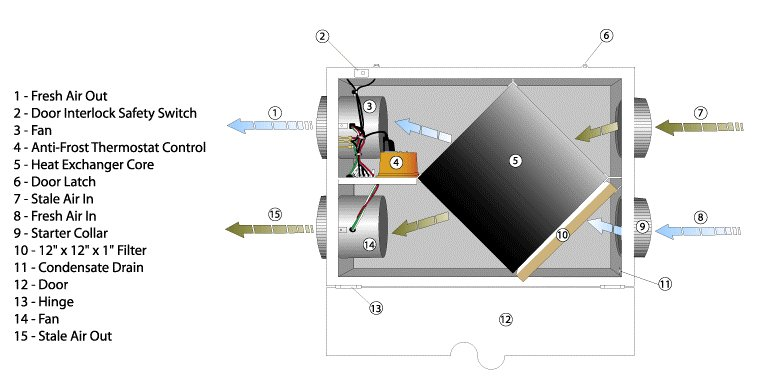 1 - Fresh Air Out
2 - Door Interlock Safety Switch
3 - Fan
4 - Anti-Frost Thermostat Control
5 - Heat Exchanger Core
6 - Door Latch
7 - Stale Air In
8 - Fresh Air In
9 - Starter Collar
10 - 12" x 12" x 1" Filter
11 - Condensate Drain
12 - Door
13 - Hinge
14 - Fan
15 - Stale Air Out
2
6
1
3
7
4
5
15
14
10
9
8
11
13
12